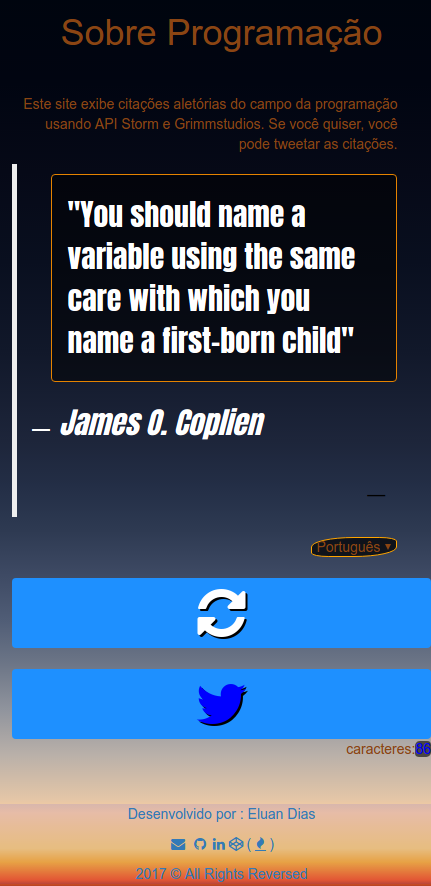 Sobre Programação
Este site exibe citações aletórias do campo da programação
usando API Storm e Grimmstudios. Se você quiser, você
pode tweetar as citações.
"You should name a
variable using the same
care with which you
name a first-born child"
— James O. Coplien
—
Português ▼
caracteres:86
Desenvolvido por : Eluan Dias
( )
2017 © All Rights Reversed